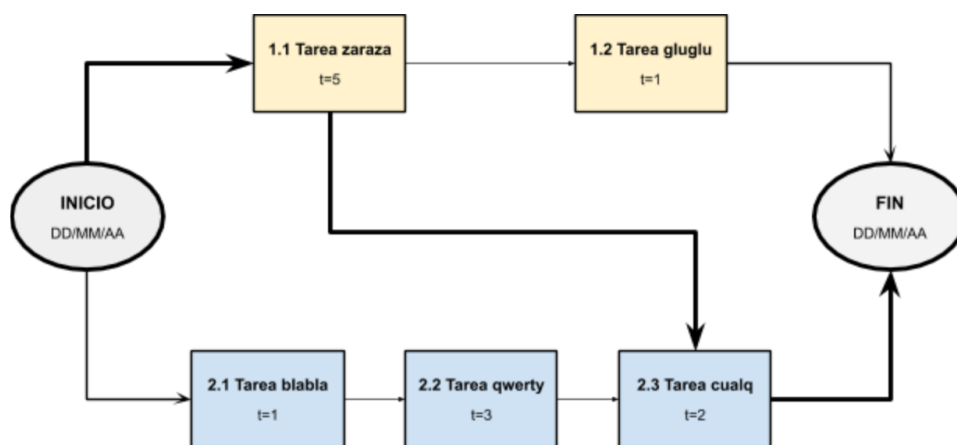 1.1 Tarea zaraza
t=5
1.2 Tarea gluglu
t=1
INICIO
DD/MM/AA
FIN
DD/MM/AA
2.1 Tarea blabla
t=1
2.2 Tarea qwerty
t=3
2.3 Tarea cualq
t=2